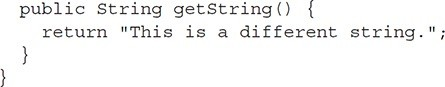 public String getString() {
    return "This is a different string.";
  }
}